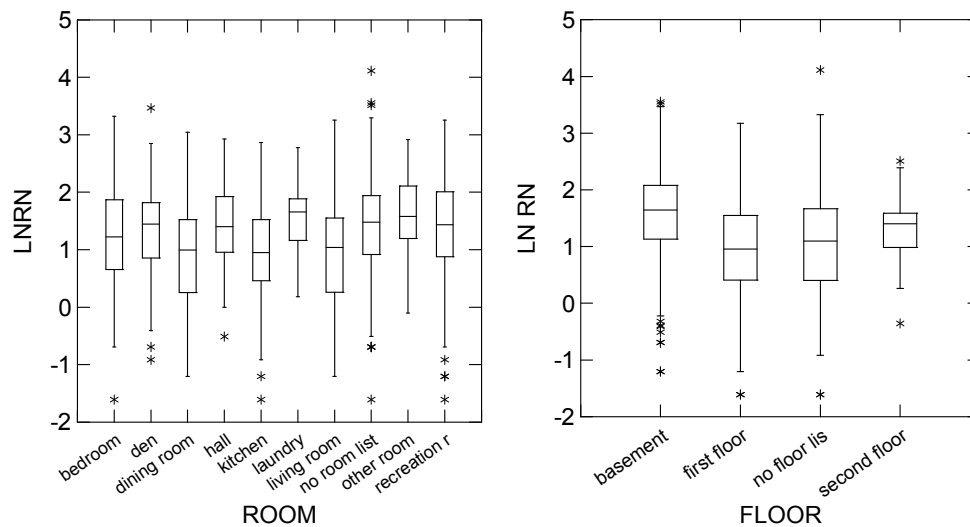 5
4
3
2
1
0
-1
-2
LNRN
bedroom
den
dining room
hall
kitchen
laundry
living room
no room list
other room
recreation r
ROOM
5
4
3
2
1
0
-1
-2
LN RN
basement
first floor
no floor lis
second floor
FLOOR